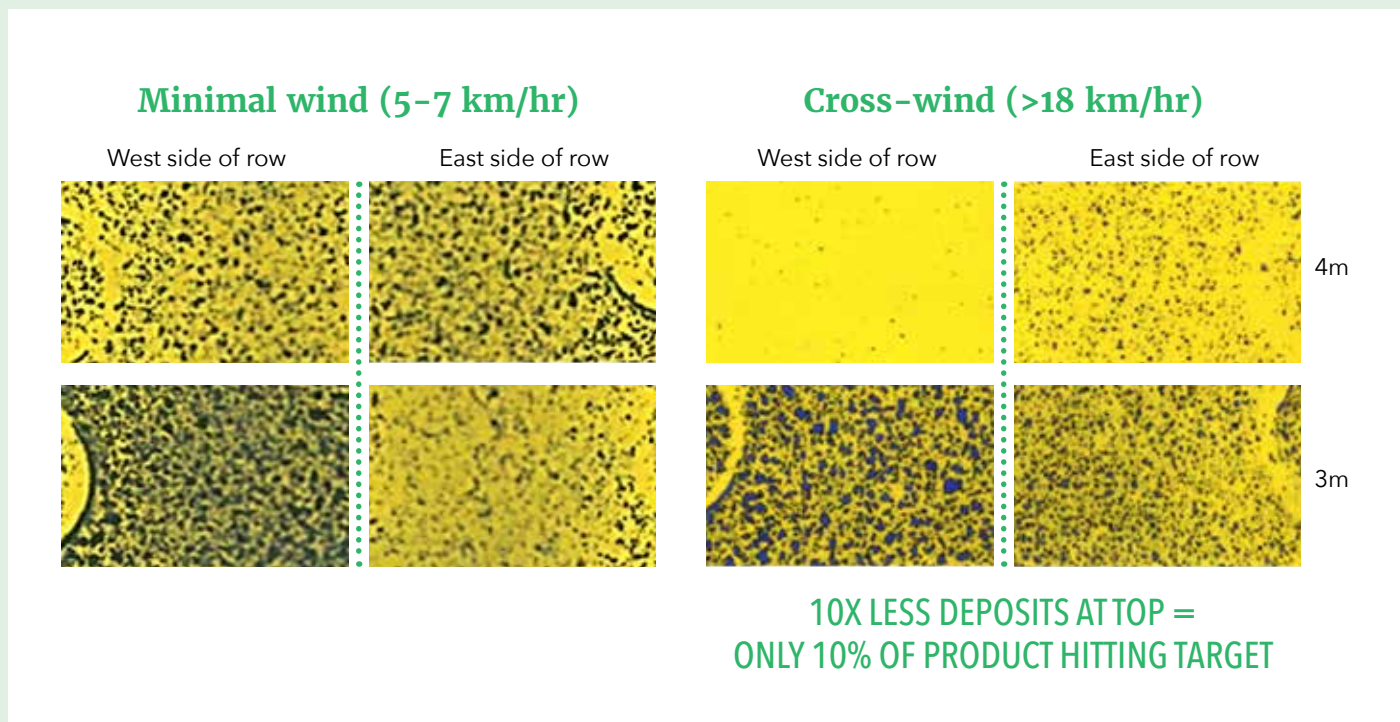 Minimal wind (5-7 km/hr)
Cross-wind (>18 km/hr)
West side of row
East side of row
West side of row
East side of row
4m
3m
10X LESS DEPOSITS AT TOP =
ONLY 10% OF PRODUCT HITTING TARGET